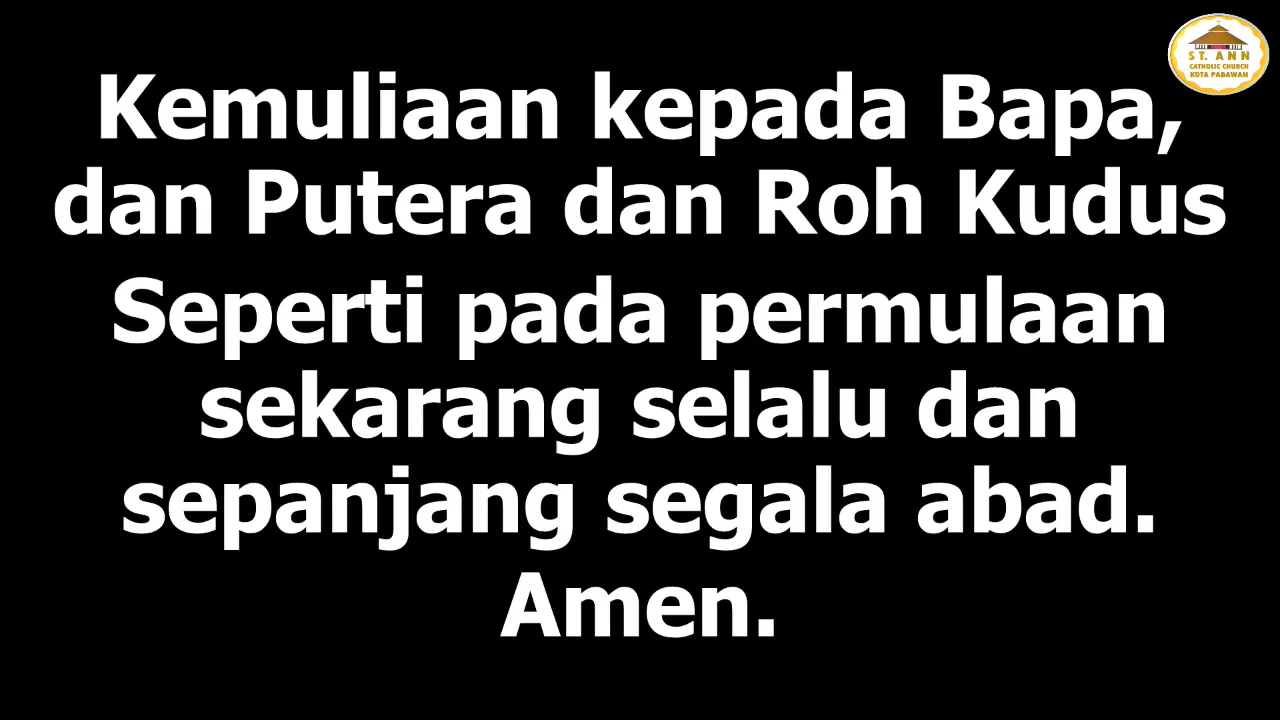 ST. ANN
CATHOLIC CHURCH
KOTA PADAWAN
Kemuliaan kepada Bapa,
dan Putera dan Roh Kudus
Seperti pada permulaan
sekarang selalu dan
sepanjang segala abad.
Amen.